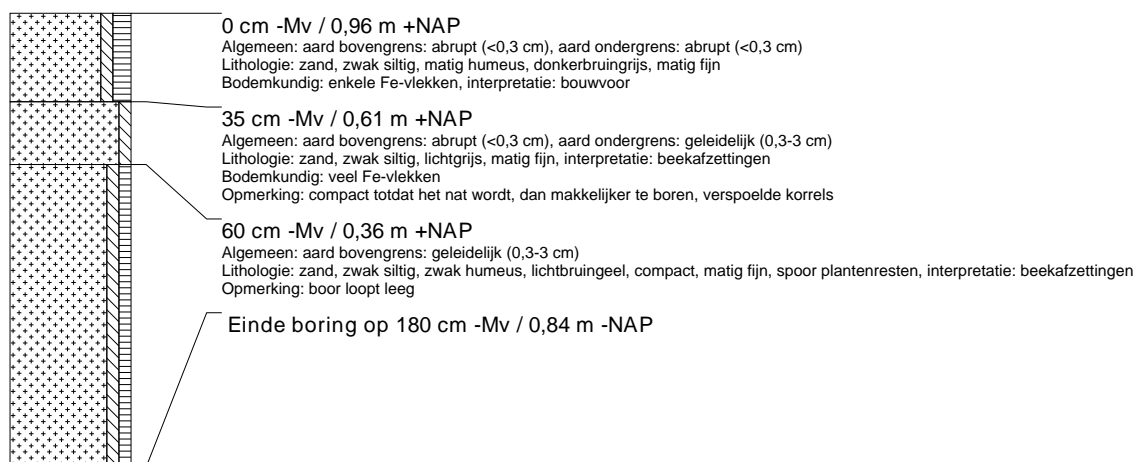 0 cm -Mv / 0,96 m +NAP
Algemeen: aard bovengrens: abrupt (<0,3 cm), aard ondergrens: abrupt (<0,3 cm)
Lithologie: zand, zwak siltig, matig humeus, donkerbruingrijs, matig fijn
Bodemkundig: enkele Fe-vlekken, interpretatie: bouwvoor
35 cm -Mv / 0,61 m +NAP
Algemeen: aard bovengrens: abrupt (<0,3 cm), aard ondergrens: geleidelijk (0,3-3 cm)
Lithologie: zand, zwak siltig, lichtgrijs, matig fijn, interpretatie: beekafzettingen
Bodemkundig: veel Fe-vlekken
Opmerking: compact totdat het nat wordt, dan makkelijker te boren, verspoelde korrels
60 cm -Mv / 0,36 m +NAP
Algemeen: aard bovengrens: geleidelijk (0,3-3 cm)
Lithologie: zand, zwak siltig, zwak humeus, lichtbruingeel, compact, matig fijn, spoor plantenresten, interpretatie: beekafzettingen
Opmerking: boor loopt leeg
Einde boring op 180 cm -Mv / 0,84 m -NAP